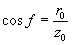 cos f = r₀/z₀